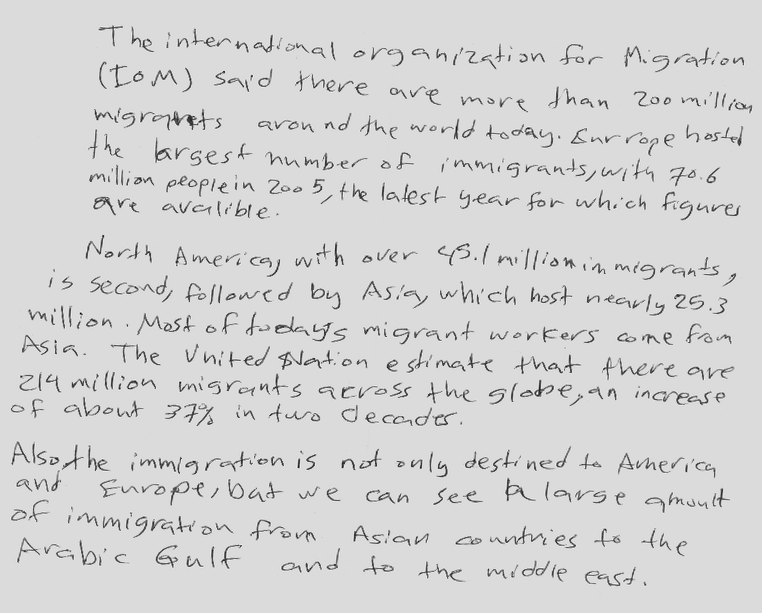 The international organization for Migration
(IOM) said there are more than 200 million
migrants around the world today. Eurrope hosted
the largest number of immigrants, with 70.6
million people in 2005, the latest year for which figures
are avalible.
North America, with over 45.1 million immigrants,
is second, followed by Asia, which host nearly 25.3
million. Most of today's migrant workers come from
Asia. The United Nation estimate that there are
214 million migrants across the globe, an increase
of about 37% in two decades.
Also, the immigration is not only destined to America
and Europe, but we can see a large amoult
of immigration from Asian countries to the
Arabic Gulf and to the middle east.